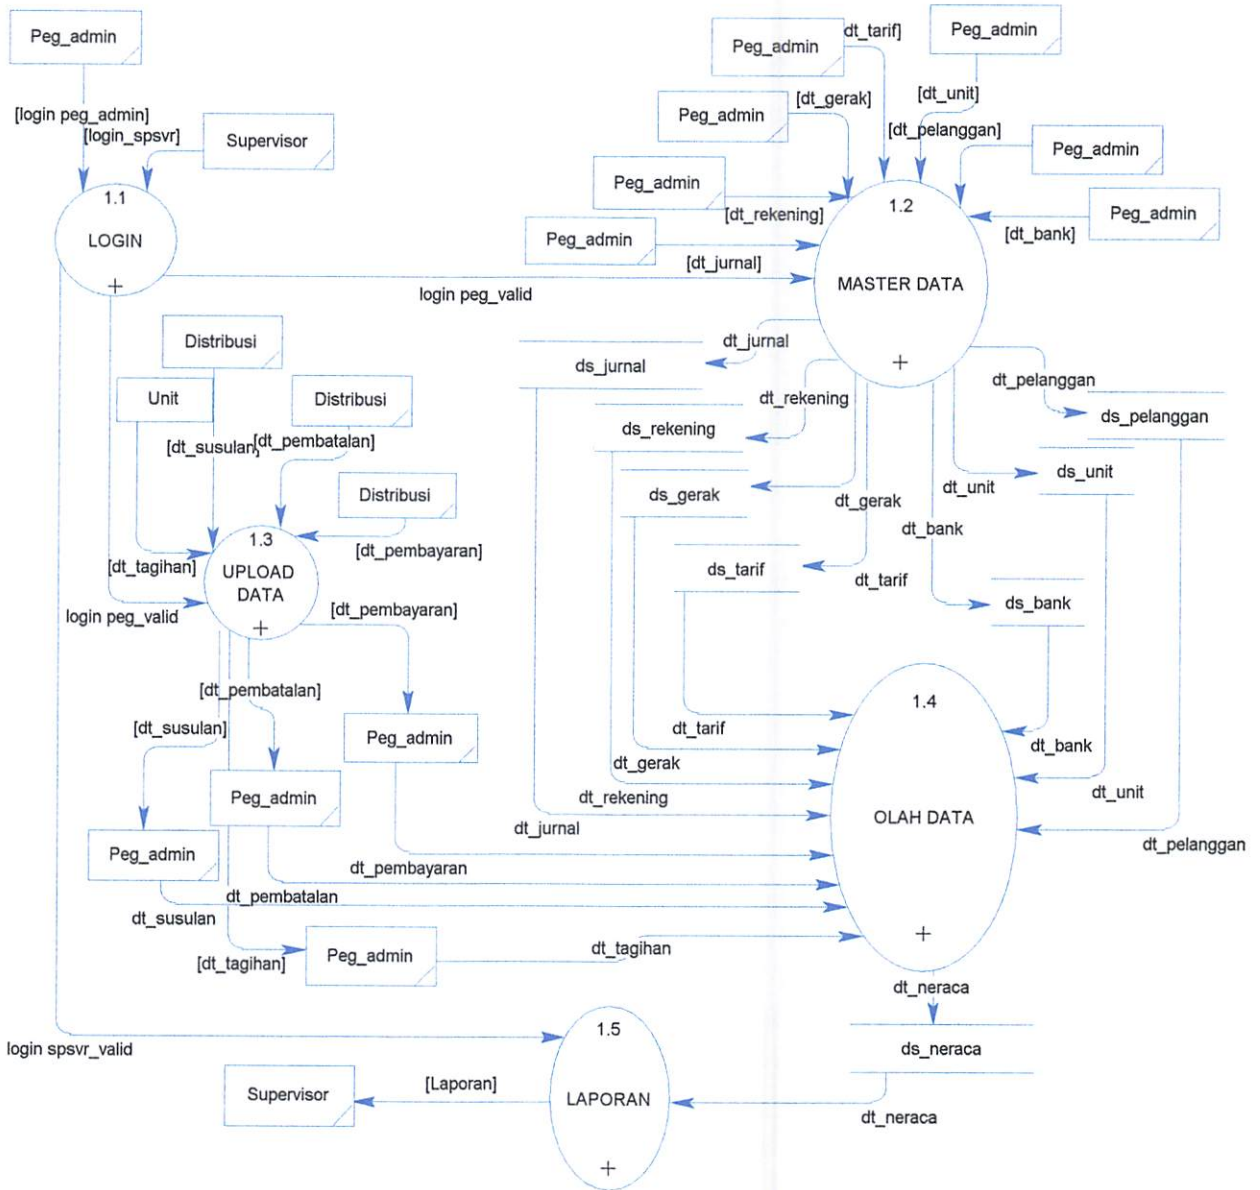 Peg_admin
Peg_admin
dt_tarif]
Peg_admin
[dt_gerak]
[dt_unit]
[login peg_admin]
[login_spsvr]
Supervisor
Peg_admin
[dt_pelanggan]
Peg_admin
Peg_admin
[dt_rekening]
1.1
LOGIN
+
1.2
MASTER DATA
+
[dt_bank]
Peg_admin
Peg_admin
[dt_jurnal]
login peg_valid
Distribusi
Unit
Distribusi
[dt_susulan]
[dt_pembatalan]
Distribusi
[dt_pembayaran]
[dt_tagihan]
login peg_valid
1.3
UPLOAD
DATA
+
dt_jurnal
ds_jurnal
dt_rekening
ds_rekening
ds_gerak
dt_gerak
ds_tarif
dt_tarif
dt_bank
ds_bank
dt_unit
ds_unit
dt_pelanggan
ds_pelanggan
[dt_pembayaran]
[dt_pembatalan]
[dt_susulan]
Peg_admin
Peg_admin
Peg_admin
dt_tarif
dt_gerak
dt_rekening
dt_jurnal
1.4
OLAH DATA
+
dt_bank
dt_unit
dt_pelanggan
dt_pembayaran
dt_pembatalan
dt_susulan
[dt_tagihan]
Peg_admin
dt_tagihan
dt_neraca
ds_neraca
dt_neraca
login spsvr_valid
1.5
LAPORAN
+
[Laporan]
Supervisor